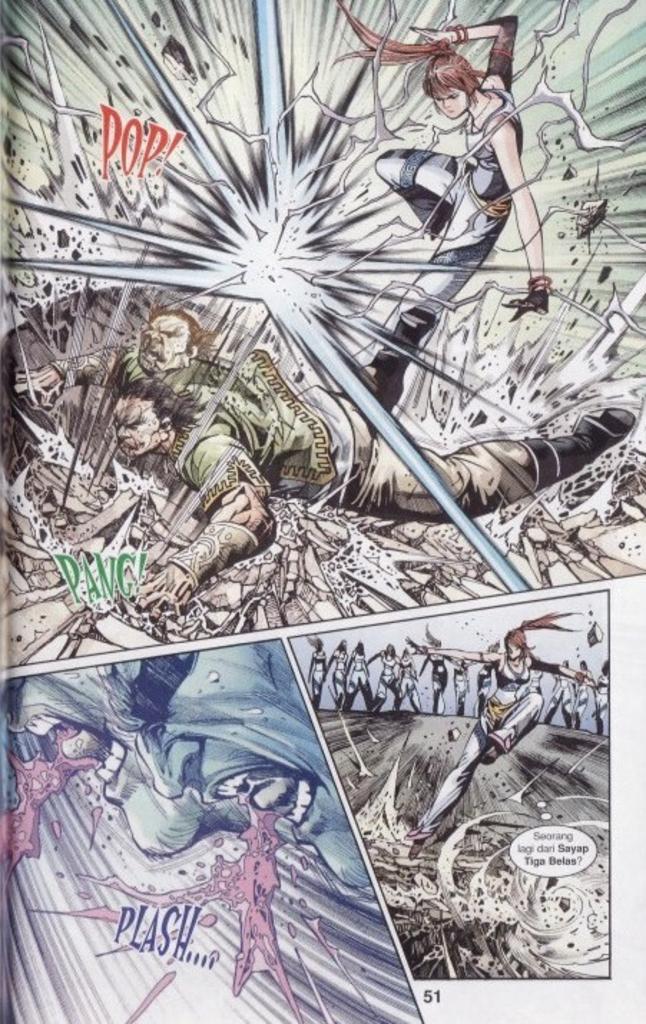 POP!
PANG!
PLASH....
Seorang
lagi dari Sayap
Tiga Belas?
51